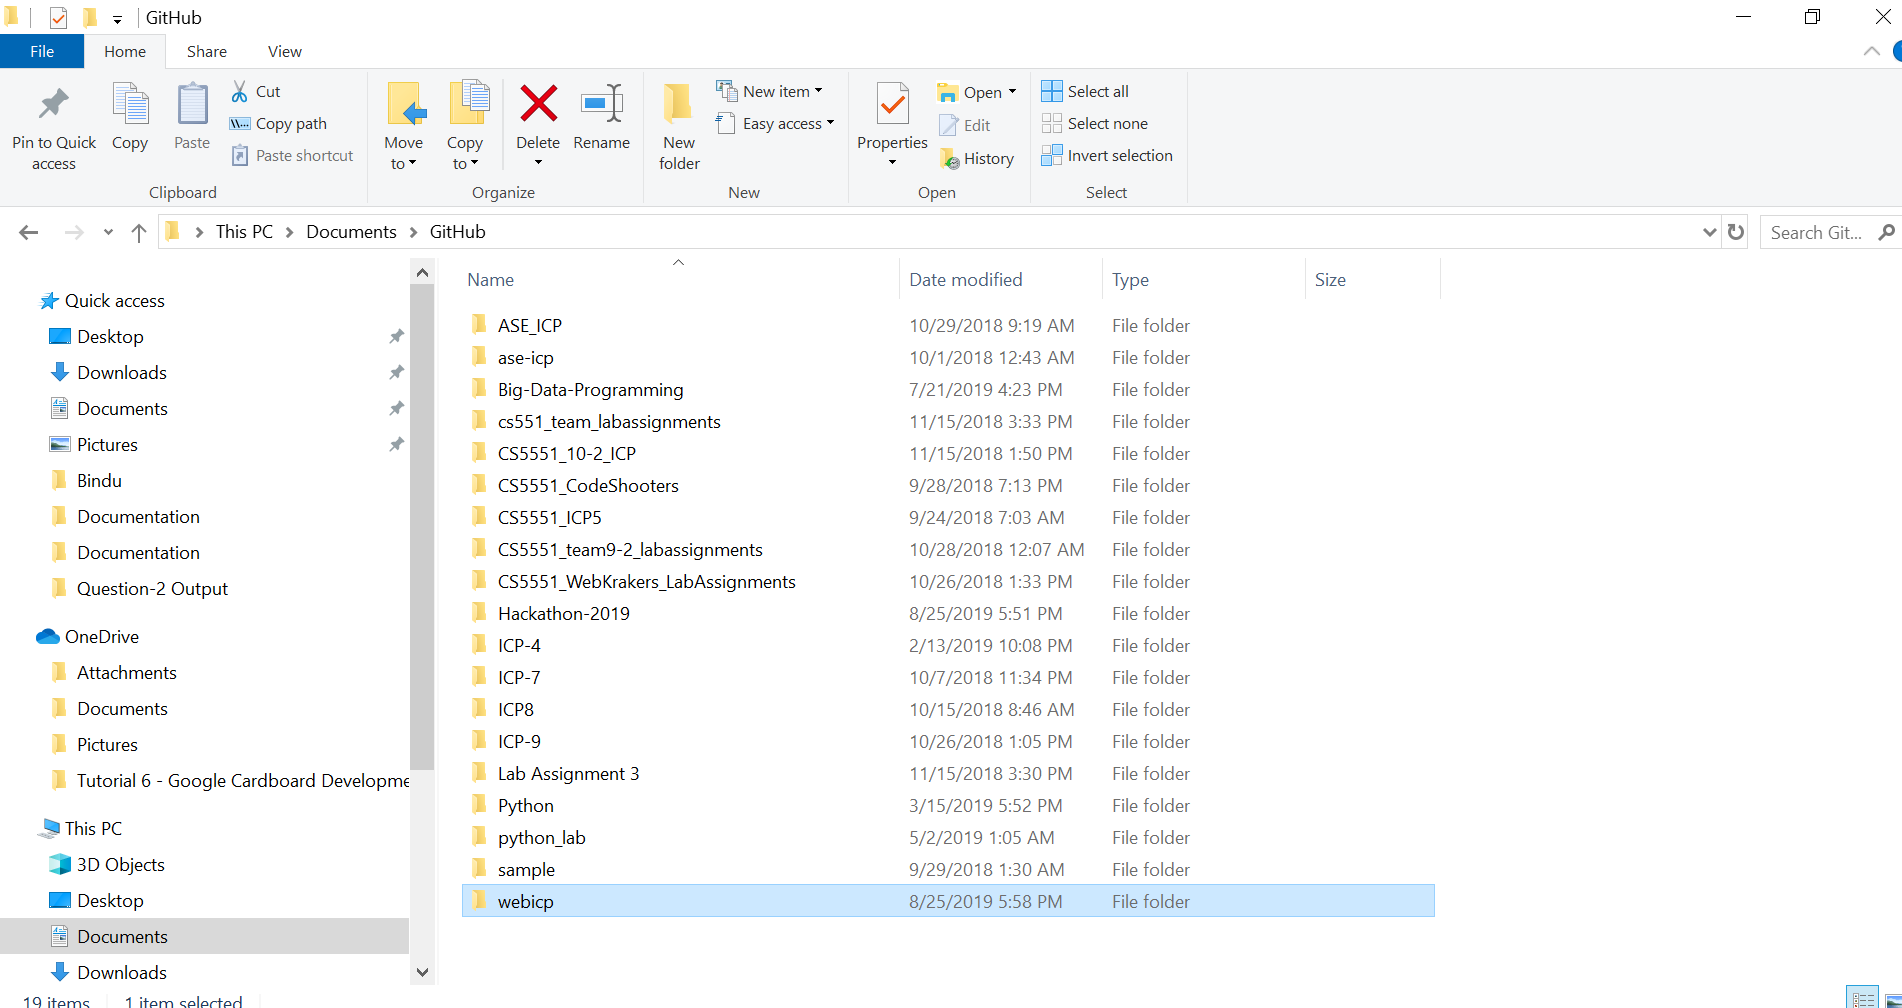 GitHub
File Home Share View
Pin to Quick access
Copy
Paste
Cut
Copy path
Paste shortcut
Clipboard
Move to
Copy to
Delete
Rename
Organize
New folder
New item
Easy access
New
Properties
Open
Edit
History
Open
Select all
Select none
Invert selection
Select
This PC > Documents > GitHub
Search Git...
Quick access
Desktop
Downloads
Documents
Pictures
Bindu
Documentation
Documentation
Question-2 Output
OneDrive
Attachments
Documents
Pictures
Tutorial 6 - Google Cardboard Developme
This PC
3D Objects
Desktop
Documents
Downloads
Name Date modified Type Size
ASE_ICP 10/29/2018 9:19 AM File folder
ase-icp 10/1/2018 12:43 AM File folder
Big-Data-Programming 7/21/2019 4:23 PM File folder
cs551_team_labassignments 11/15/2018 3:33 PM File folder
CS5551_10-2_ICP 11/15/2018 1:50 PM File folder
CS5551_CodeShooters 9/28/2018 7:13 PM File folder
CS5551_ICP5 9/24/2018 7:03 AM File folder
CS5551_team9-2_labassignments 10/28/2018 12:07 AM File folder
CS5551_WebKrakers_LabAssignments 10/26/2018 1:33 PM File folder
Hackathon-2019 8/25/2019 5:51 PM File folder
ICP-4 2/13/2019 10:08 PM File folder
ICP-7 10/7/2018 11:34 PM File folder
ICP8 10/15/2018 8:46 AM File folder
ICP-9 10/26/2018 1:05 PM File folder
Lab Assignment 3 11/15/2018 3:30 PM File folder
Python 3/15/2019 5:52 PM File folder
python_lab 5/2/2019 1:05 AM File folder
sample 9/29/2018 1:30 AM File folder
webicp 8/25/2019 5:58 PM File folder
19 items 1 item selected